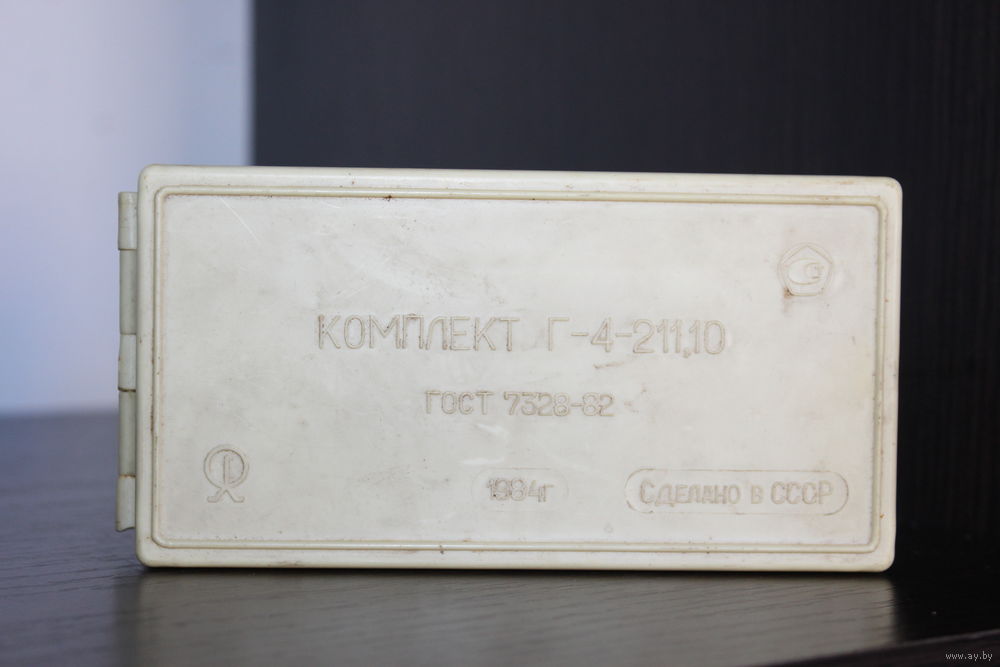 КОМПЛЕКТ Г-4-211,10
ГОСТ 7328-82
1984г
СДЕЛАНО В СССР
www.ay.by